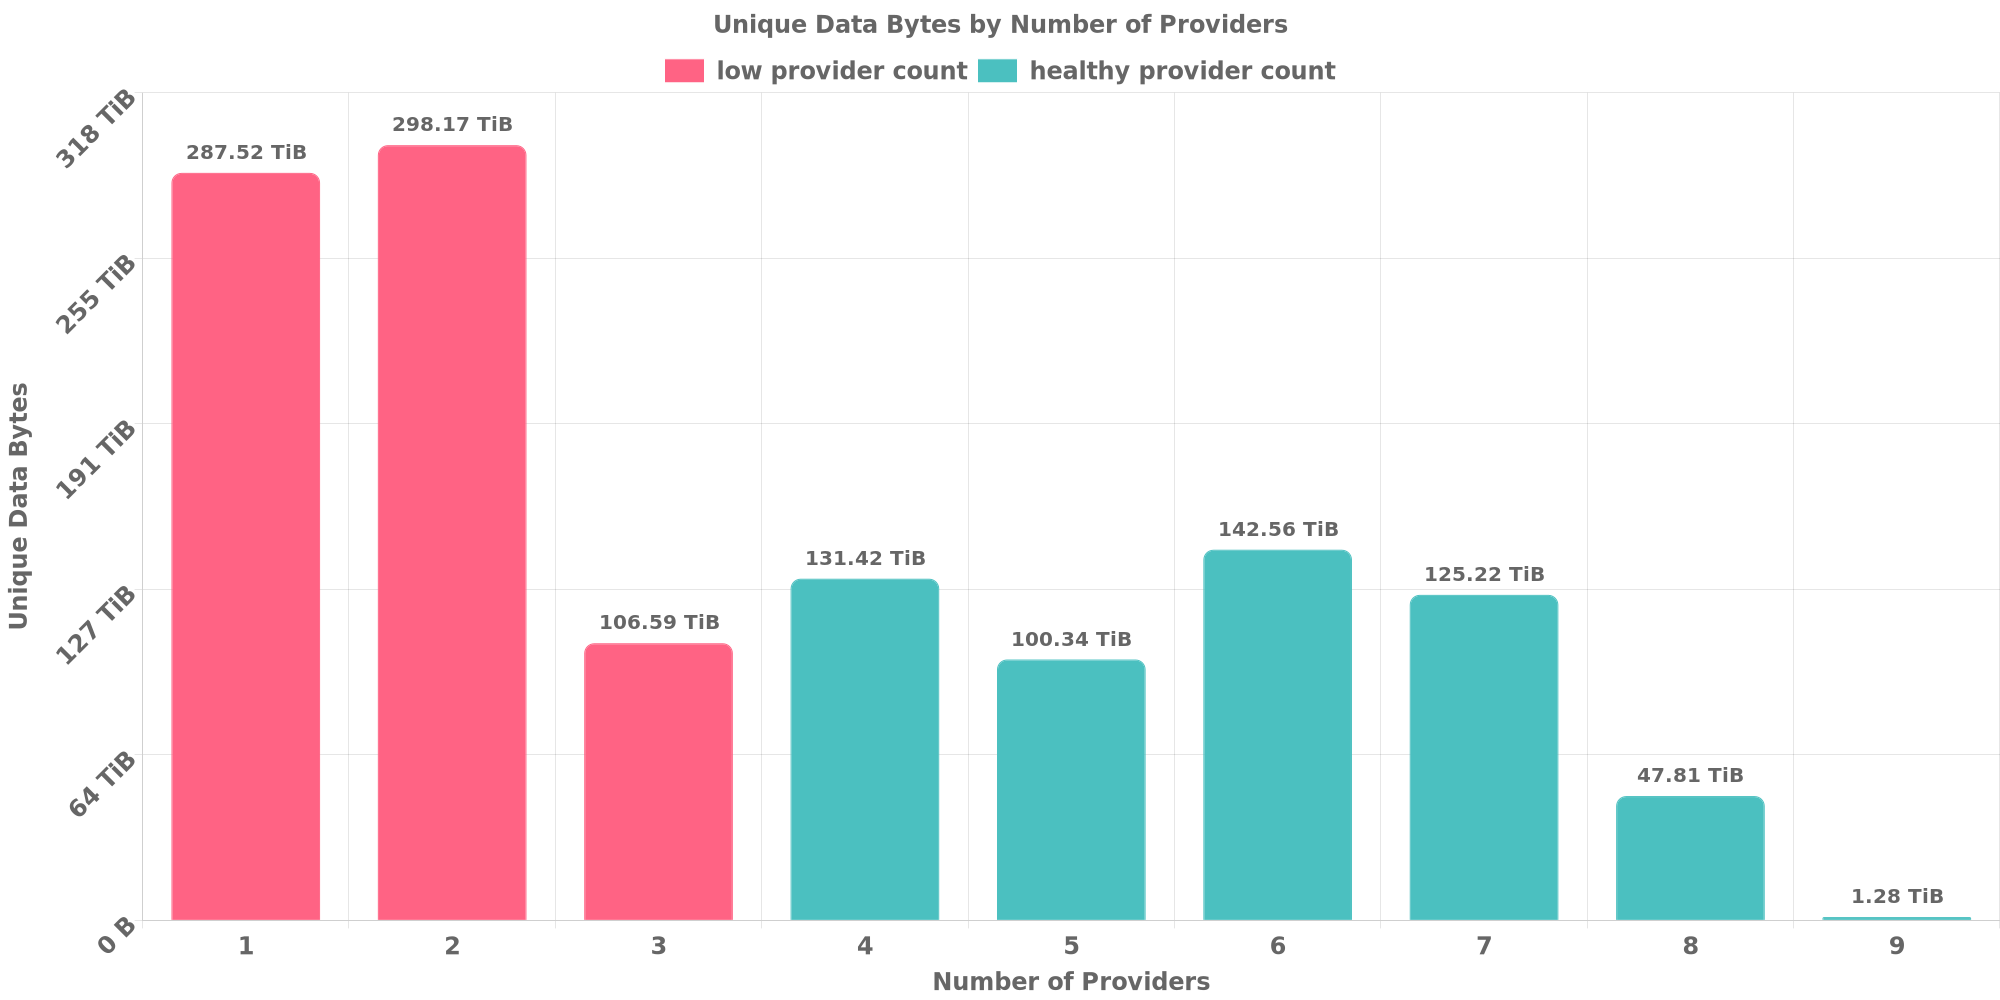 Unique Data Bytes by Number of Providers
low provider count healthy provider count
318 TiB
255 TiB
191 TiB
127 TiB
64 TiB
0 B
Unique Data Bytes
287.52 TiB
298.17 TiB
106.59 TiB
131.42 TiB
100.34 TiB
142.56 TiB
125.22 TiB
47.81 TiB
1.28 TiB
1 2 3 4 5 6 7 8 9
Number of Providers